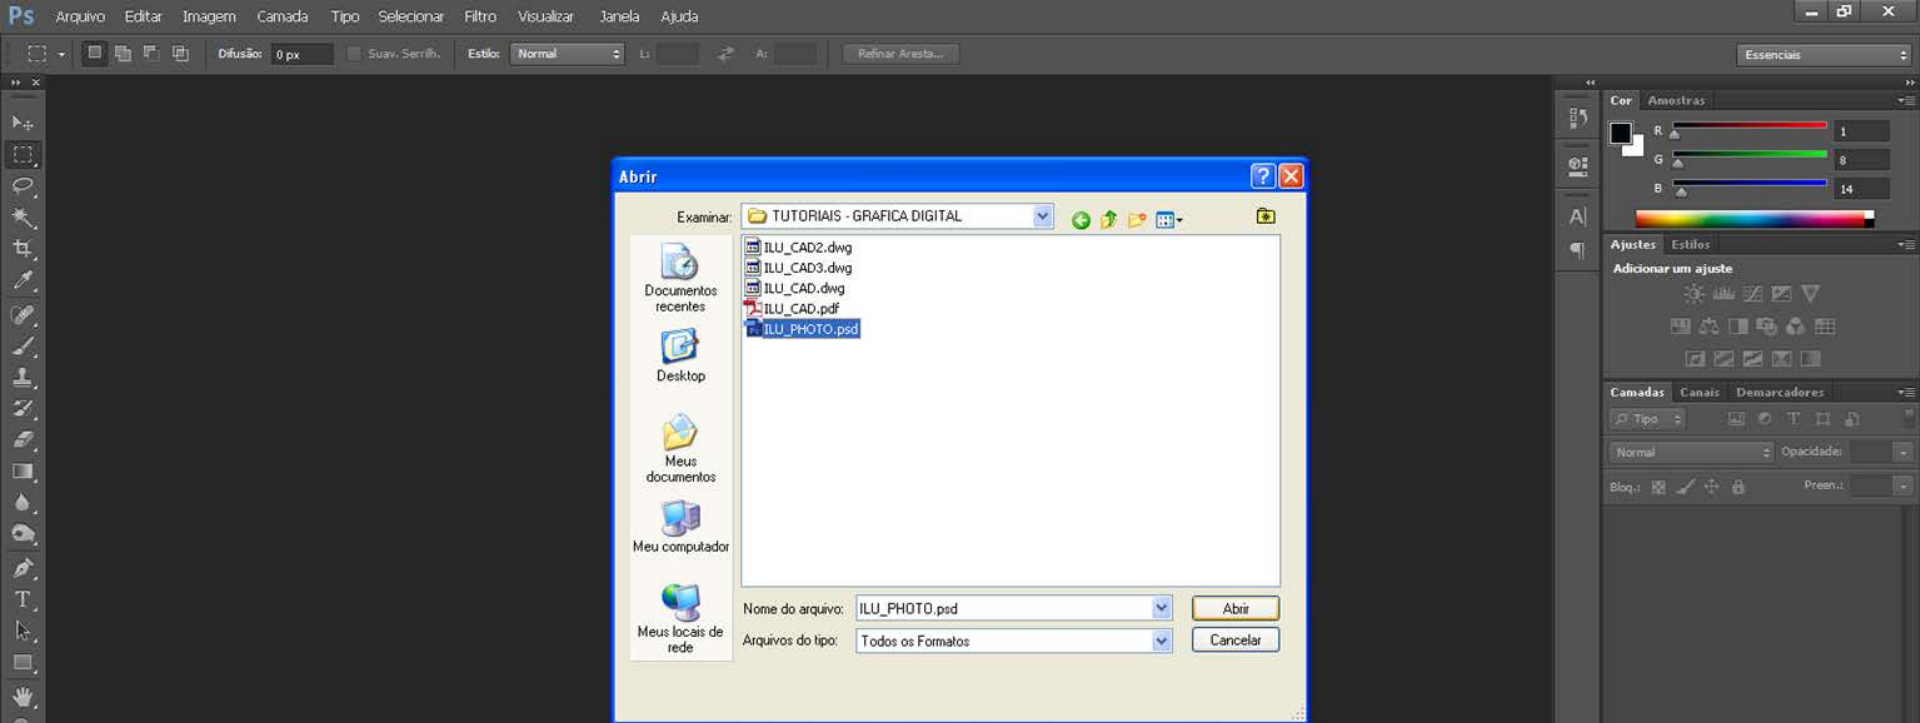 Ps Arquivo Editar Imagem Camada Tipo Selecionar Filtro Visualizar Janela Ajuda
Difusão: 0 px Suav. Serrilh. Estilo: Normal L: A: Refinar Aresta... Essenciais
Cor Amostras
R 1
G 8
B 14
Ajustes Estilos
Adicionar um ajuste
Camadas Canais Demarcadores
Tipo
Normal Opacidade:
Bloq.: Preen.:
Abrir
Examinar: TUTORIAIS - GRAFICA DIGITAL
Documentos
recentes
Desktop
Meus
documentos
Meu computador
Meus locais de
rede
ILU_CAD2.dwg
ILU_CAD3.dwg
ILU_CAD.dwg
ILU_CAD.pdf
ILU_PHOTO.psd
Nome do arquivo: ILU_PHOTO.psd Abrir
Arquivos do tipo: Todos os Formatos Cancelar